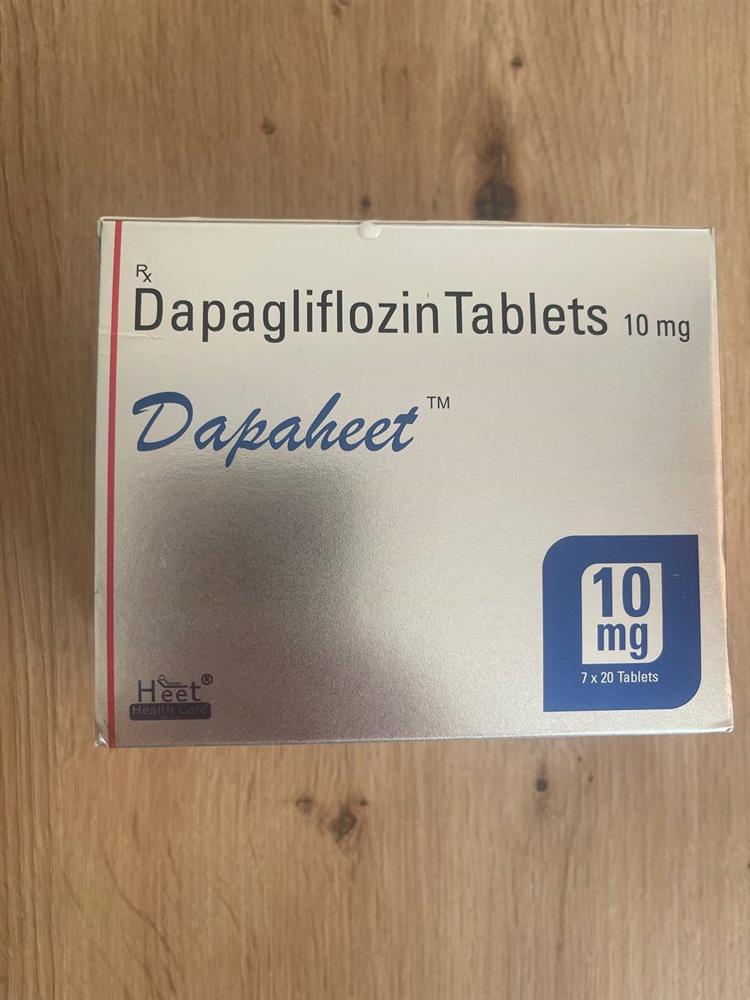 Rx
Dapagliflozin Tablets 10 mg
Dapaheet™
10
mg
7 x 20 Tablets
Heet®
Health Care